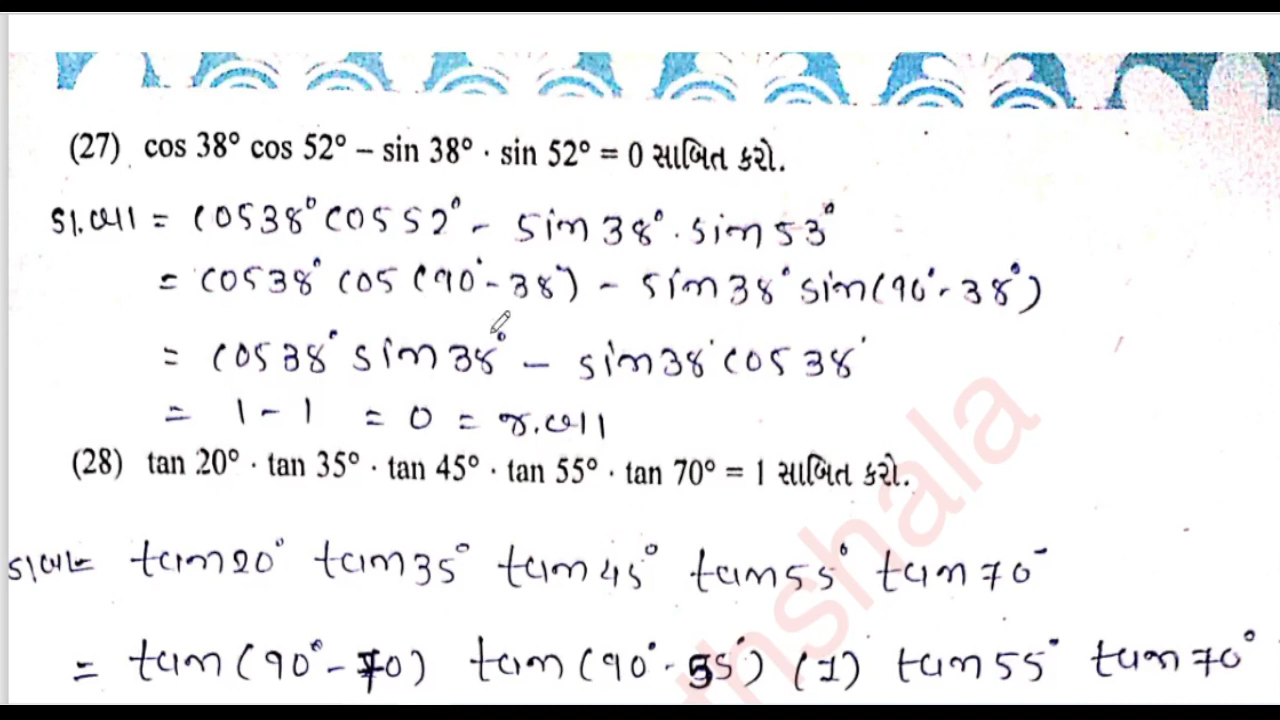 (27) cos 38° cos 52° – sin 38° · sin 52° = 0 સાબિત કરો.
ડા.બા = cos38° cos52° - sin38° . sin53°
= cos38° cos (90° - 38°) - sin38° sin(90° - 38°)
= cos38° sin38° - sin38° cos38°
= 1 - 1 = 0 = જ.બા
(28) tan 20° · tan 35° · tan 45° · tan 55° · tan 70° = 1 સાબિત કરો.
ડાબા = tan20° tan35° tan45° tan55° tan70°
= tan(90° - 70) tan(90° - 55°) (1) tan55° tan70°
thshala